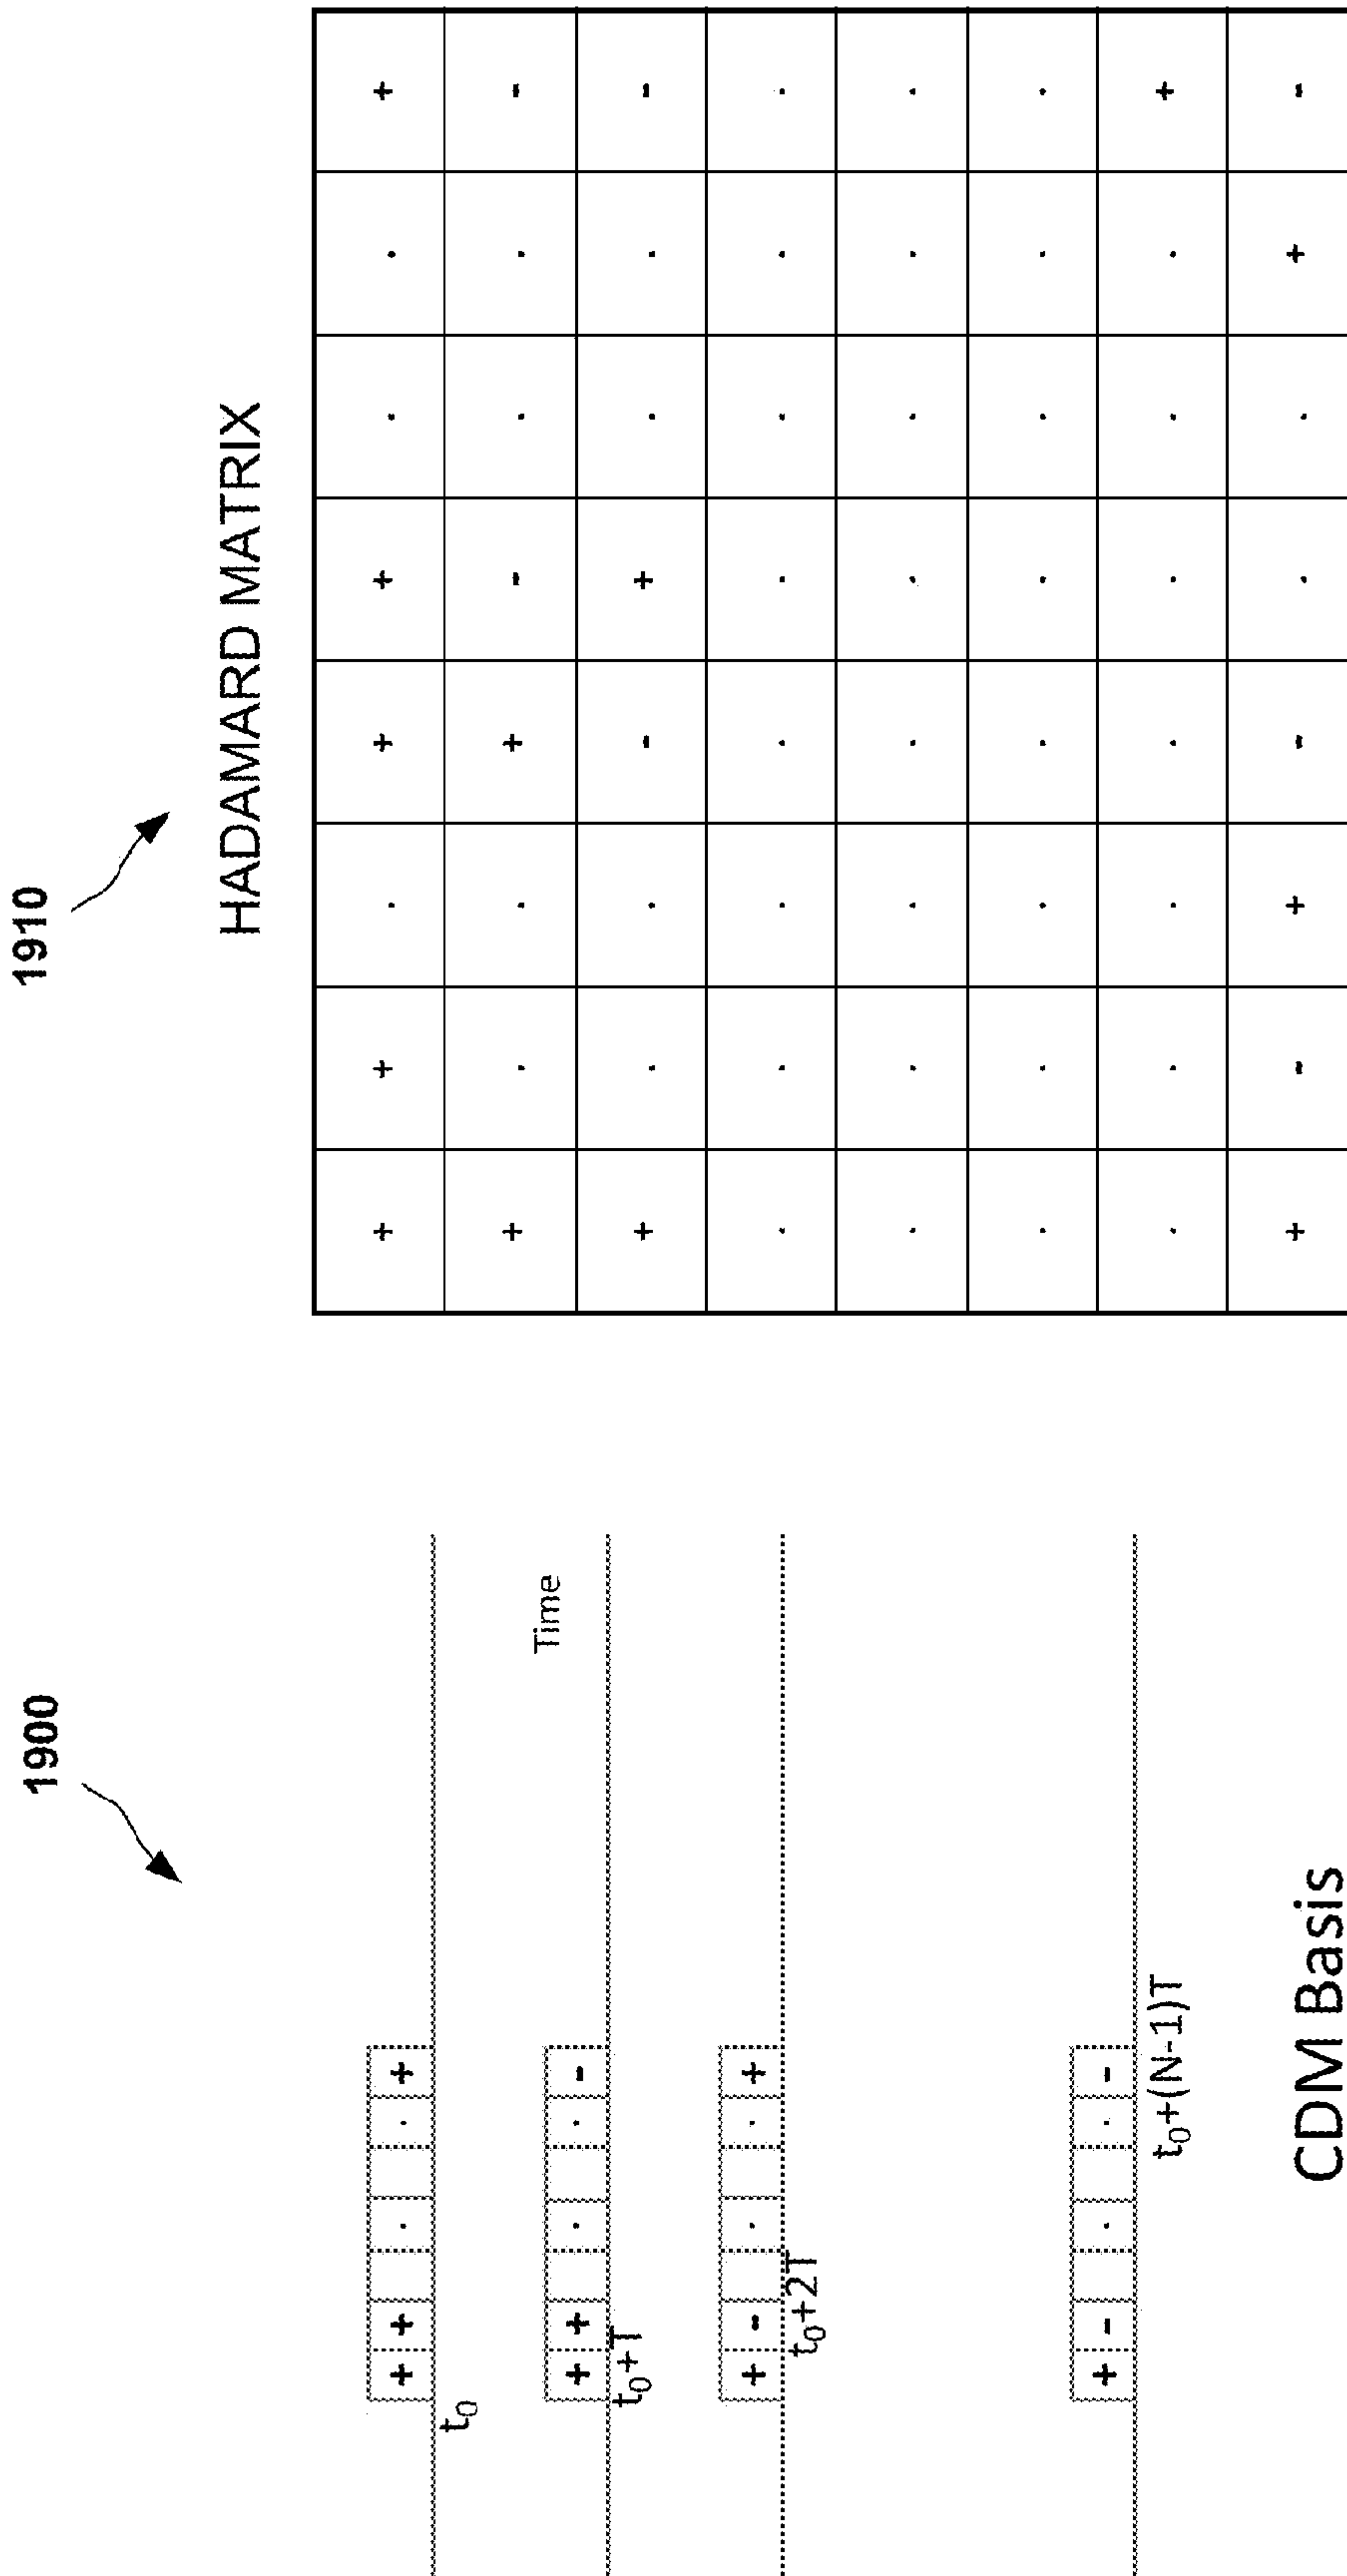 1900
+ + . . +
t₀
Time
+ + . . -
t₀+T
+ - . . +
t₀+2T
+ - . . -
t₀+(N-1)T
CDM Basis
1910
HADAMARD MATRIX
+ + . + + . . +
+ . . + - . . -
+ . . - + . . -
. . . . . . . .
. . . . . . . .
. . . . . . . .
. . . . . . . +
+ - + - . . + -